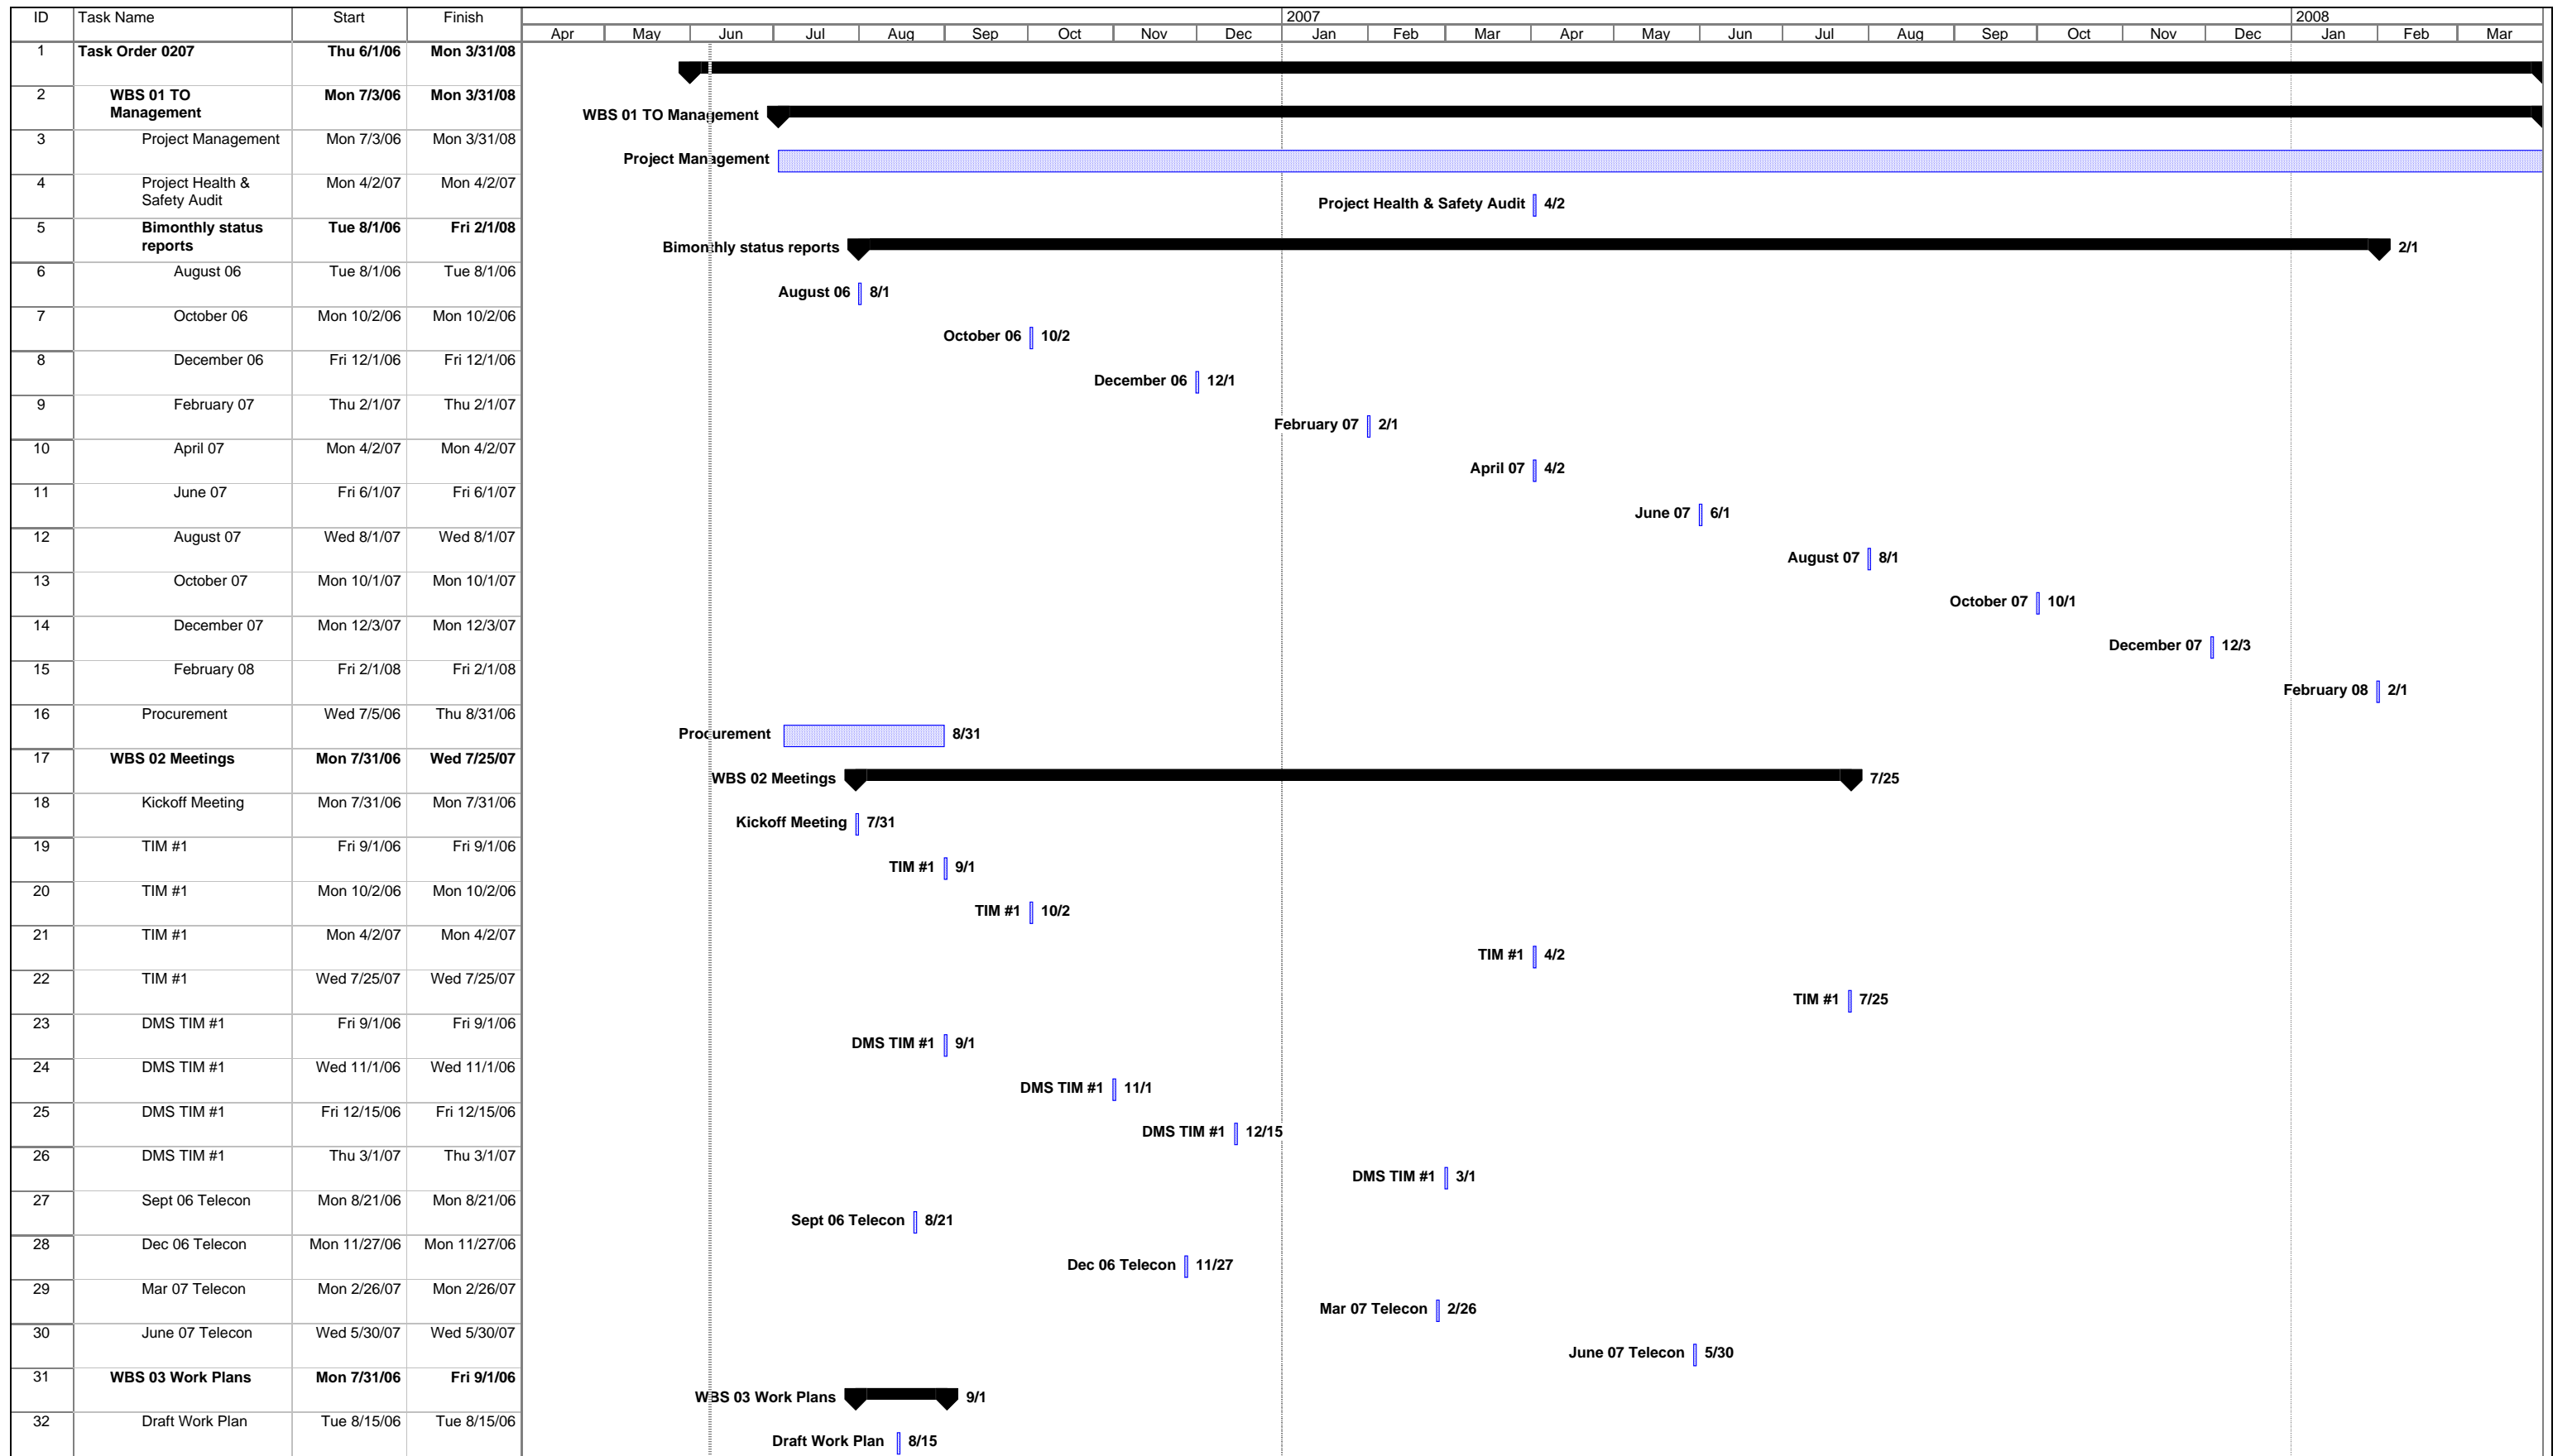 ID Task Name Start Finish 2007 2008
Apr May Jun Jul Aug Sep Oct Nov Dec Jan Feb Mar Apr May Jun Jul Aug Sep Oct Nov Dec Jan Feb Mar
1 Task Order 0207 Thu 6/1/06 Mon 3/31/08
2 WBS 01 TO Mon 7/3/06 Mon 3/31/08
Management
WBS 01 TO Management
3 Project Management Mon 7/3/06 Mon 3/31/08
Project Management
4 Project Health & Mon 4/2/07 Mon 4/2/07
Safety Audit
Project Health & Safety Audit 4/2
5 Bimonthly status Tue 8/1/06 Fri 2/1/08
reports
Bimonthly status reports 2/1
6 August 06 Tue 8/1/06 Tue 8/1/06
August 06 8/1
7 October 06 Mon 10/2/06 Mon 10/2/06
October 06 10/2
8 December 06 Fri 12/1/06 Fri 12/1/06
December 06 12/1
9 February 07 Thu 2/1/07 Thu 2/1/07
February 07 2/1
10 April 07 Mon 4/2/07 Mon 4/2/07
April 07 4/2
11 June 07 Fri 6/1/07 Fri 6/1/07
June 07 6/1
12 August 07 Wed 8/1/07 Wed 8/1/07
August 07 8/1
13 October 07 Mon 10/1/07 Mon 10/1/07
October 07 10/1
14 December 07 Mon 12/3/07 Mon 12/3/07
December 07 12/3
15 February 08 Fri 2/1/08 Fri 2/1/08
February 08 2/1
16 Procurement Wed 7/5/06 Thu 8/31/06
Procurement 8/31
17 WBS 02 Meetings Mon 7/31/06 Wed 7/25/07
WBS 02 Meetings 7/25
18 Kickoff Meeting Mon 7/31/06 Mon 7/31/06
Kickoff Meeting 7/31
19 TIM #1 Fri 9/1/06 Fri 9/1/06
TIM #1 9/1
20 TIM #1 Mon 10/2/06 Mon 10/2/06
TIM #1 10/2
21 TIM #1 Mon 4/2/07 Mon 4/2/07
TIM #1 4/2
22 TIM #1 Wed 7/25/07 Wed 7/25/07
TIM #1 7/25
23 DMS TIM #1 Fri 9/1/06 Fri 9/1/06
DMS TIM #1 9/1
24 DMS TIM #1 Wed 11/1/06 Wed 11/1/06
DMS TIM #1 11/1
25 DMS TIM #1 Fri 12/15/06 Fri 12/15/06
DMS TIM #1 12/15
26 DMS TIM #1 Thu 3/1/07 Thu 3/1/07
DMS TIM #1 3/1
27 Sept 06 Telecon Mon 8/21/06 Mon 8/21/06
Sept 06 Telecon 8/21
28 Dec 06 Telecon Mon 11/27/06 Mon 11/27/06
Dec 06 Telecon 11/27
29 Mar 07 Telecon Mon 2/26/07 Mon 2/26/07
Mar 07 Telecon 2/26
30 June 07 Telecon Wed 5/30/07 Wed 5/30/07
June 07 Telecon 5/30
31 WBS 03 Work Plans Mon 7/31/06 Fri 9/1/06
WBS 03 Work Plans 9/1
32 Draft Work Plan Tue 8/15/06 Tue 8/15/06
Draft Work Plan 8/15